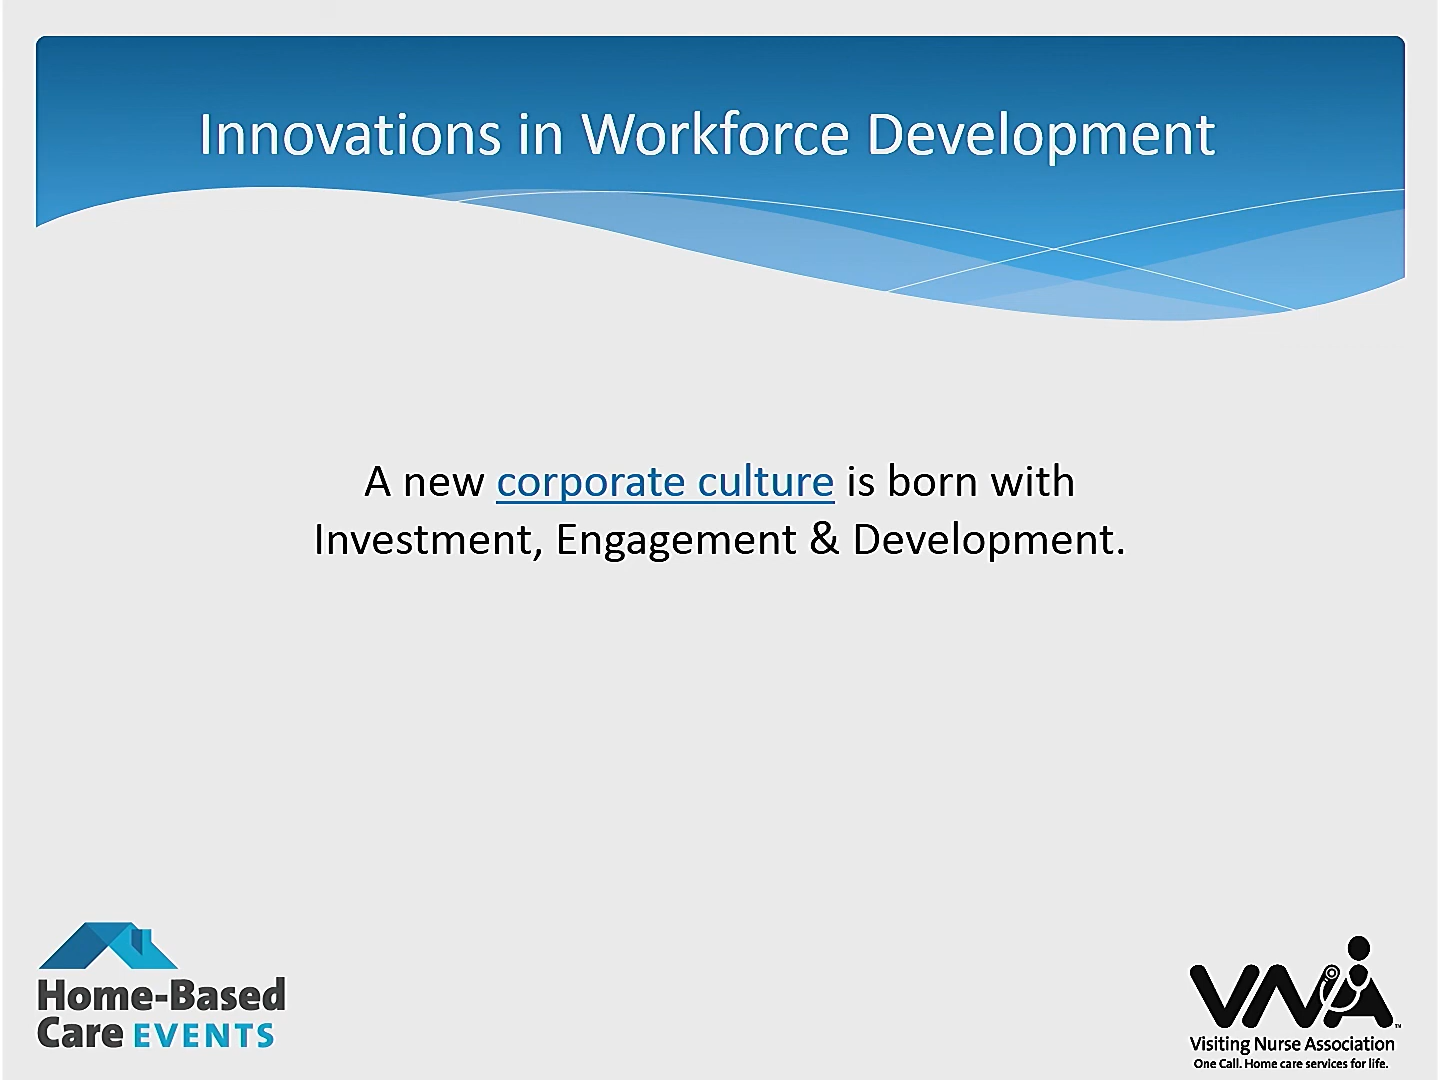 Innovations in Workforce Development
A new corporate culture is born with
Investment, Engagement & Development.
Home-Based
Care EVENTS
VNA™
Visiting Nurse Association
One Call. Home care services for life.